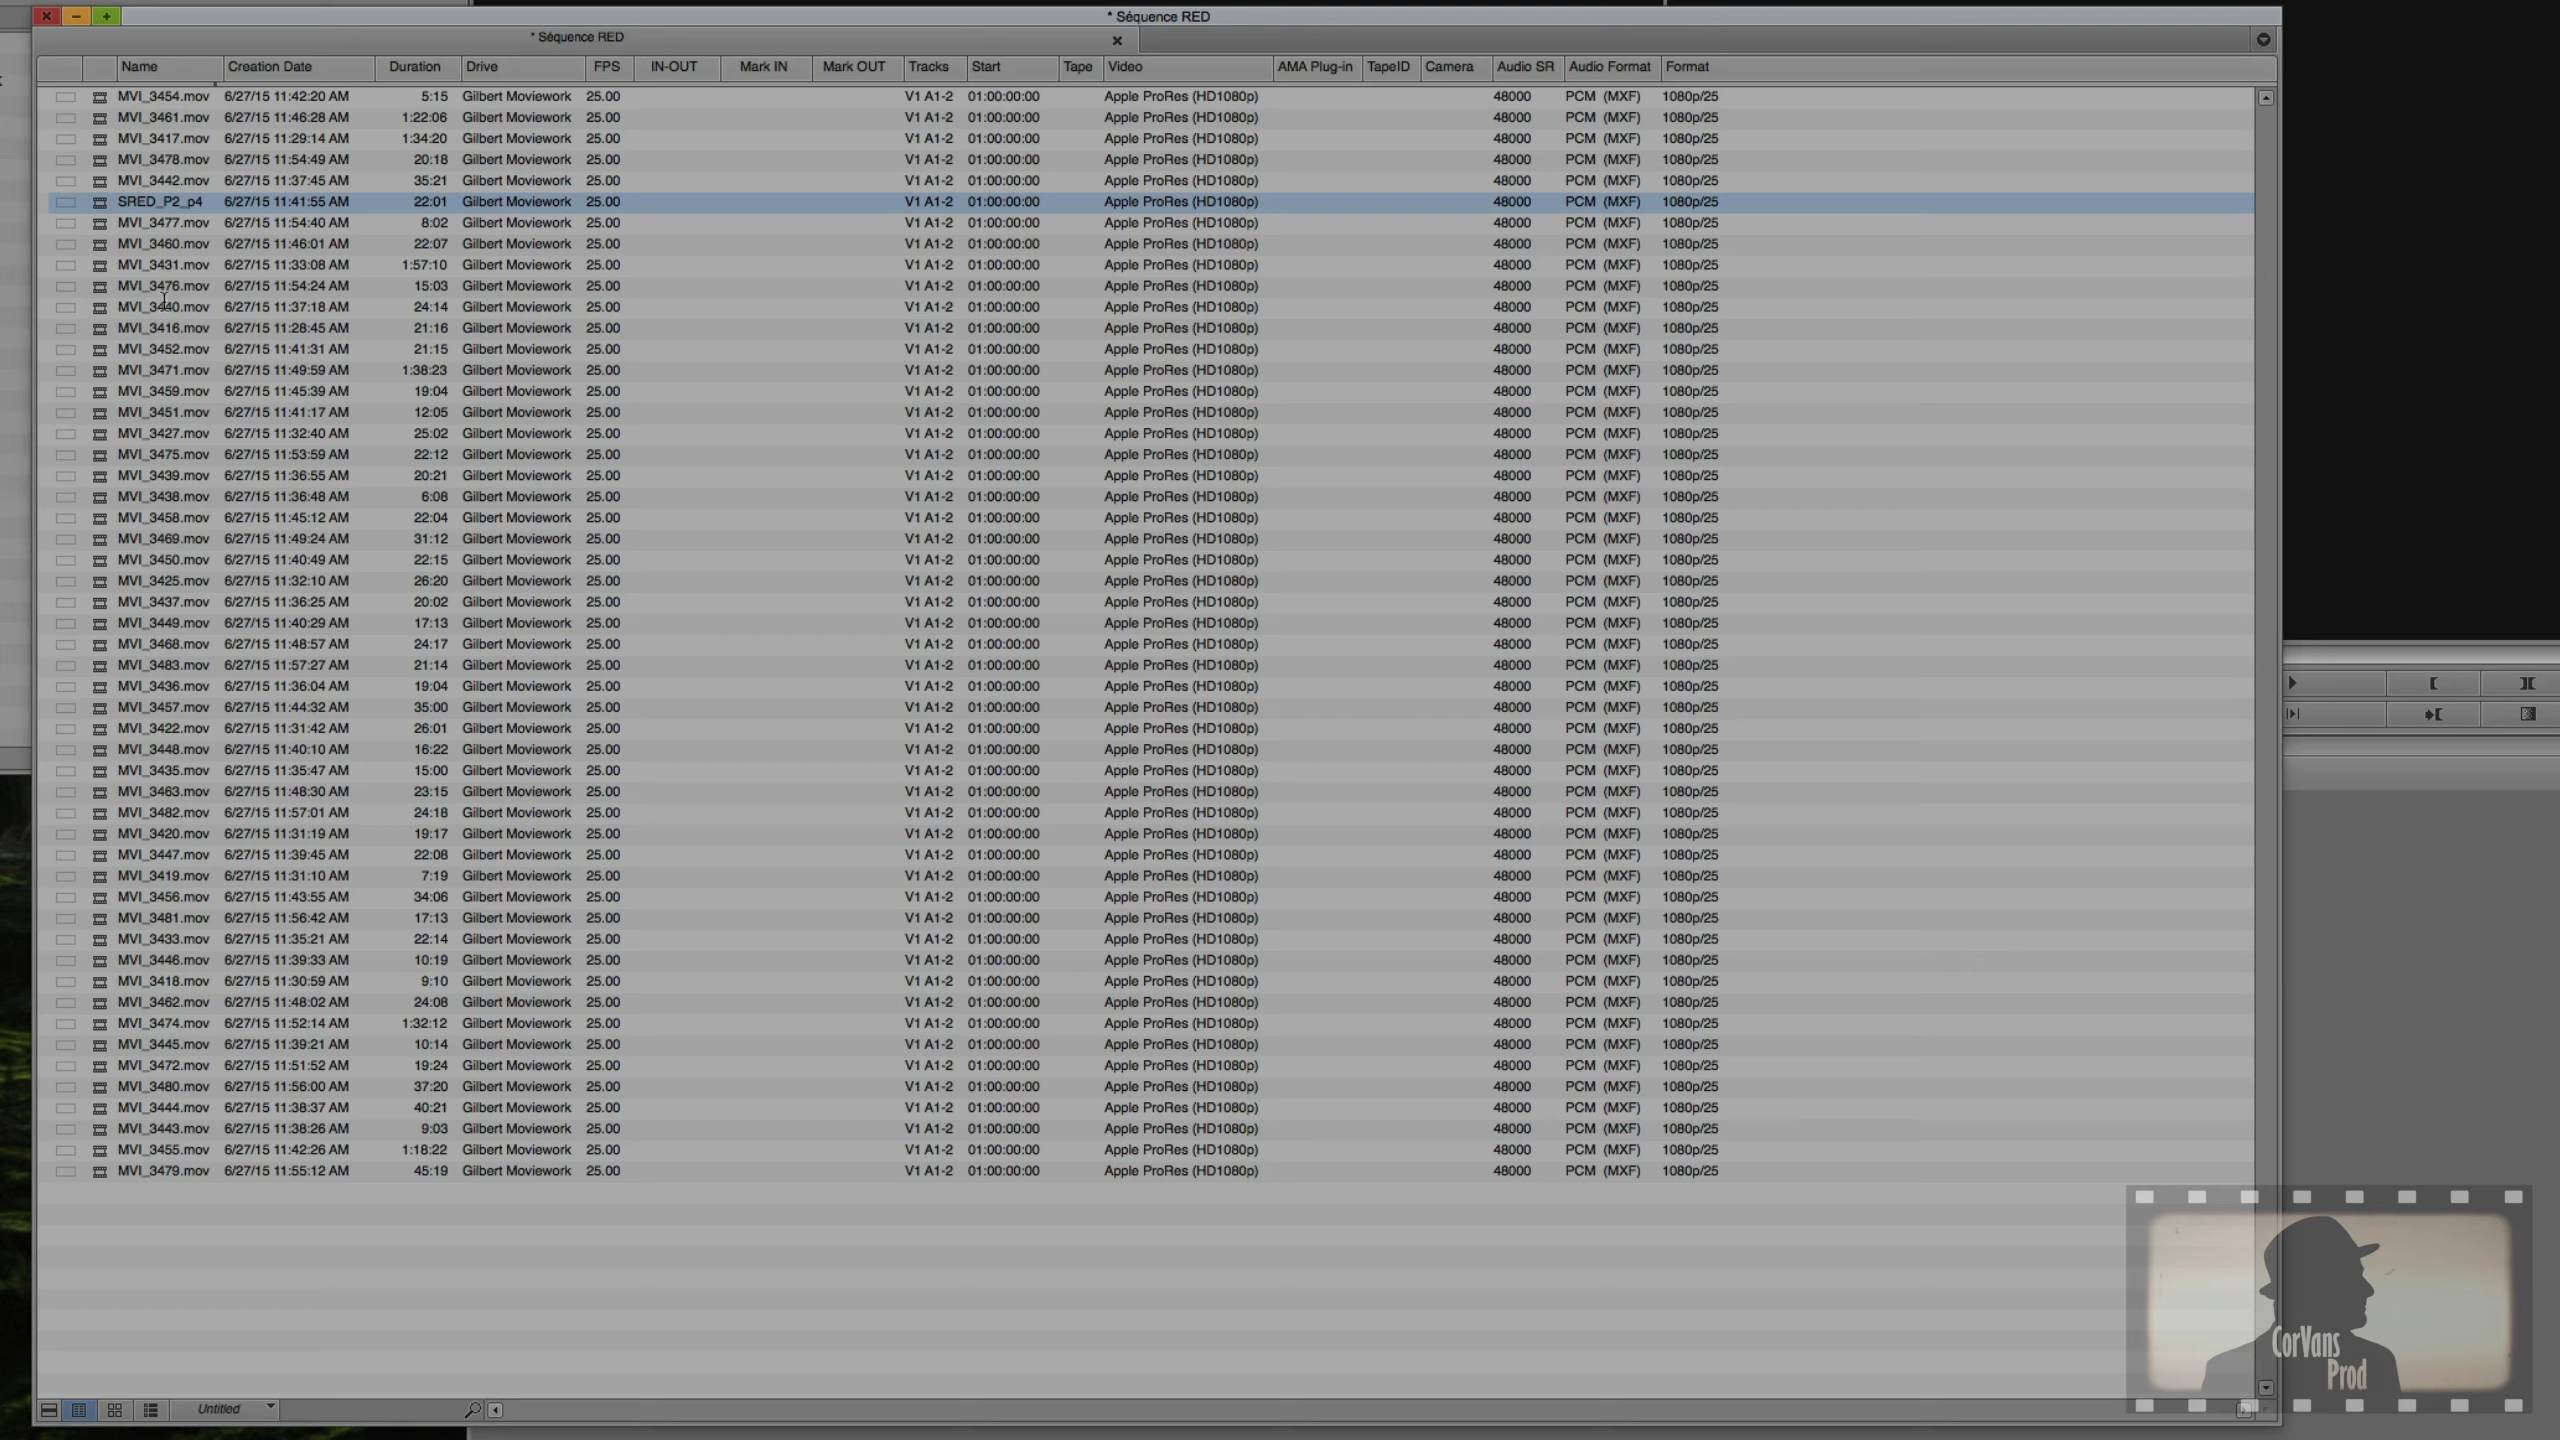 * Séquence RED
* Séquence RED
Name Creation Date Duration Drive FPS IN-OUT Mark IN Mark OUT Tracks Start Tape Video AMA Plug-in TapeID Camera Audio SR Audio Format Format
MVI_3454.mov 6/27/15 11:42:20 AM 5:15 Gilbert Moviework 25.00 V1 A1-2 01:00:00:00 Apple ProRes (HD1080p) 48000 PCM (MXF) 1080p/25
MVI_3461.mov 6/27/15 11:46:28 AM 1:22:06 Gilbert Moviework 25.00 V1 A1-2 01:00:00:00 Apple ProRes (HD1080p) 48000 PCM (MXF) 1080p/25
MVI_3417.mov 6/27/15 11:29:14 AM 1:34:20 Gilbert Moviework 25.00 V1 A1-2 01:00:00:00 Apple ProRes (HD1080p) 48000 PCM (MXF) 1080p/25
MVI_3478.mov 6/27/15 11:54:49 AM 20:18 Gilbert Moviework 25.00 V1 A1-2 01:00:00:00 Apple ProRes (HD1080p) 48000 PCM (MXF) 1080p/25
MVI_3442.mov 6/27/15 11:37:45 AM 35:21 Gilbert Moviework 25.00 V1 A1-2 01:00:00:00 Apple ProRes (HD1080p) 48000 PCM (MXF) 1080p/25
SRED_P2_p4 6/27/15 11:41:55 AM 22:01 Gilbert Moviework 25.00 V1 A1-2 01:00:00:00 Apple ProRes (HD1080p) 48000 PCM (MXF) 1080p/25
MVI_3477.mov 6/27/15 11:54:40 AM 8:02 Gilbert Moviework 25.00 V1 A1-2 01:00:00:00 Apple ProRes (HD1080p) 48000 PCM (MXF) 1080p/25
MVI_3460.mov 6/27/15 11:46:01 AM 22:07 Gilbert Moviework 25.00 V1 A1-2 01:00:00:00 Apple ProRes (HD1080p) 48000 PCM (MXF) 1080p/25
MVI_3431.mov 6/27/15 11:33:08 AM 1:57:10 Gilbert Moviework 25.00 V1 A1-2 01:00:00:00 Apple ProRes (HD1080p) 48000 PCM (MXF) 1080p/25
MVI_3476.mov 6/27/15 11:54:24 AM 15:03 Gilbert Moviework 25.00 V1 A1-2 01:00:00:00 Apple ProRes (HD1080p) 48000 PCM (MXF) 1080p/25
MVI_3440.mov 6/27/15 11:37:18 AM 24:14 Gilbert Moviework 25.00 V1 A1-2 01:00:00:00 Apple ProRes (HD1080p) 48000 PCM (MXF) 1080p/25
MVI_3416.mov 6/27/15 11:28:45 AM 21:16 Gilbert Moviework 25.00 V1 A1-2 01:00:00:00 Apple ProRes (HD1080p) 48000 PCM (MXF) 1080p/25
MVI_3452.mov 6/27/15 11:41:31 AM 21:15 Gilbert Moviework 25.00 V1 A1-2 01:00:00:00 Apple ProRes (HD1080p) 48000 PCM (MXF) 1080p/25
MVI_3471.mov 6/27/15 11:49:59 AM 1:38:23 Gilbert Moviework 25.00 V1 A1-2 01:00:00:00 Apple ProRes (HD1080p) 48000 PCM (MXF) 1080p/25
MVI_3459.mov 6/27/15 11:45:39 AM 19:04 Gilbert Moviework 25.00 V1 A1-2 01:00:00:00 Apple ProRes (HD1080p) 48000 PCM (MXF) 1080p/25
MVI_3451.mov 6/27/15 11:41:17 AM 12:05 Gilbert Moviework 25.00 V1 A1-2 01:00:00:00 Apple ProRes (HD1080p) 48000 PCM (MXF) 1080p/25
MVI_3427.mov 6/27/15 11:32:40 AM 25:02 Gilbert Moviework 25.00 V1 A1-2 01:00:00:00 Apple ProRes (HD1080p) 48000 PCM (MXF) 1080p/25
MVI_3475.mov 6/27/15 11:53:59 AM 22:12 Gilbert Moviework 25.00 V1 A1-2 01:00:00:00 Apple ProRes (HD1080p) 48000 PCM (MXF) 1080p/25
MVI_3439.mov 6/27/15 11:36:55 AM 20:21 Gilbert Moviework 25.00 V1 A1-2 01:00:00:00 Apple ProRes (HD1080p) 48000 PCM (MXF) 1080p/25
MVI_3438.mov 6/27/15 11:36:48 AM 6:08 Gilbert Moviework 25.00 V1 A1-2 01:00:00:00 Apple ProRes (HD1080p) 48000 PCM (MXF) 1080p/25
MVI_3458.mov 6/27/15 11:45:12 AM 22:04 Gilbert Moviework 25.00 V1 A1-2 01:00:00:00 Apple ProRes (HD1080p) 48000 PCM (MXF) 1080p/25
MVI_3469.mov 6/27/15 11:49:24 AM 31:12 Gilbert Moviework 25.00 V1 A1-2 01:00:00:00 Apple ProRes (HD1080p) 48000 PCM (MXF) 1080p/25
MVI_3450.mov 6/27/15 11:40:49 AM 22:15 Gilbert Moviework 25.00 V1 A1-2 01:00:00:00 Apple ProRes (HD1080p) 48000 PCM (MXF) 1080p/25
MVI_3425.mov 6/27/15 11:32:10 AM 26:20 Gilbert Moviework 25.00 V1 A1-2 01:00:00:00 Apple ProRes (HD1080p) 48000 PCM (MXF) 1080p/25
MVI_3437.mov 6/27/15 11:36:25 AM 20:02 Gilbert Moviework 25.00 V1 A1-2 01:00:00:00 Apple ProRes (HD1080p) 48000 PCM (MXF) 1080p/25
MVI_3449.mov 6/27/15 11:40:29 AM 17:13 Gilbert Moviework 25.00 V1 A1-2 01:00:00:00 Apple ProRes (HD1080p) 48000 PCM (MXF) 1080p/25
MVI_3468.mov 6/27/15 11:48:57 AM 24:17 Gilbert Moviework 25.00 V1 A1-2 01:00:00:00 Apple ProRes (HD1080p) 48000 PCM (MXF) 1080p/25
MVI_3483.mov 6/27/15 11:57:27 AM 21:14 Gilbert Moviework 25.00 V1 A1-2 01:00:00:00 Apple ProRes (HD1080p) 48000 PCM (MXF) 1080p/25
MVI_3436.mov 6/27/15 11:36:04 AM 19:04 Gilbert Moviework 25.00 V1 A1-2 01:00:00:00 Apple ProRes (HD1080p) 48000 PCM (MXF) 1080p/25
MVI_3457.mov 6/27/15 11:44:32 AM 35:00 Gilbert Moviework 25.00 V1 A1-2 01:00:00:00 Apple ProRes (HD1080p) 48000 PCM (MXF) 1080p/25
MVI_3422.mov 6/27/15 11:31:42 AM 26:01 Gilbert Moviework 25.00 V1 A1-2 01:00:00:00 Apple ProRes (HD1080p) 48000 PCM (MXF) 1080p/25
MVI_3448.mov 6/27/15 11:40:10 AM 16:22 Gilbert Moviework 25.00 V1 A1-2 01:00:00:00 Apple ProRes (HD1080p) 48000 PCM (MXF) 1080p/25
MVI_3435.mov 6/27/15 11:35:47 AM 15:00 Gilbert Moviework 25.00 V1 A1-2 01:00:00:00 Apple ProRes (HD1080p) 48000 PCM (MXF) 1080p/25
MVI_3463.mov 6/27/15 11:48:30 AM 23:15 Gilbert Moviework 25.00 V1 A1-2 01:00:00:00 Apple ProRes (HD1080p) 48000 PCM (MXF) 1080p/25
MVI_3482.mov 6/27/15 11:57:01 AM 24:18 Gilbert Moviework 25.00 V1 A1-2 01:00:00:00 Apple ProRes (HD1080p) 48000 PCM (MXF) 1080p/25
MVI_3420.mov 6/27/15 11:31:19 AM 19:17 Gilbert Moviework 25.00 V1 A1-2 01:00:00:00 Apple ProRes (HD1080p) 48000 PCM (MXF) 1080p/25
MVI_3447.mov 6/27/15 11:39:45 AM 22:08 Gilbert Moviework 25.00 V1 A1-2 01:00:00:00 Apple ProRes (HD1080p) 48000 PCM (MXF) 1080p/25
MVI_3419.mov 6/27/15 11:31:10 AM 7:19 Gilbert Moviework 25.00 V1 A1-2 01:00:00:00 Apple ProRes (HD1080p) 48000 PCM (MXF) 1080p/25
MVI_3456.mov 6/27/15 11:43:55 AM 34:06 Gilbert Moviework 25.00 V1 A1-2 01:00:00:00 Apple ProRes (HD1080p) 48000 PCM (MXF) 1080p/25
MVI_3481.mov 6/27/15 11:56:42 AM 17:13 Gilbert Moviework 25.00 V1 A1-2 01:00:00:00 Apple ProRes (HD1080p) 48000 PCM (MXF) 1080p/25
MVI_3433.mov 6/27/15 11:35:21 AM 22:14 Gilbert Moviework 25.00 V1 A1-2 01:00:00:00 Apple ProRes (HD1080p) 48000 PCM (MXF) 1080p/25
MVI_3446.mov 6/27/15 11:39:33 AM 10:19 Gilbert Moviework 25.00 V1 A1-2 01:00:00:00 Apple ProRes (HD1080p) 48000 PCM (MXF) 1080p/25
MVI_3418.mov 6/27/15 11:30:59 AM 9:10 Gilbert Moviework 25.00 V1 A1-2 01:00:00:00 Apple ProRes (HD1080p) 48000 PCM (MXF) 1080p/25
MVI_3462.mov 6/27/15 11:48:02 AM 24:08 Gilbert Moviework 25.00 V1 A1-2 01:00:00:00 Apple ProRes (HD1080p) 48000 PCM (MXF) 1080p/25
MVI_3474.mov 6/27/15 11:52:14 AM 1:32:12 Gilbert Moviework 25.00 V1 A1-2 01:00:00:00 Apple ProRes (HD1080p) 48000 PCM (MXF) 1080p/25
MVI_3445.mov 6/27/15 11:39:21 AM 10:14 Gilbert Moviework 25.00 V1 A1-2 01:00:00:00 Apple ProRes (HD1080p) 48000 PCM (MXF) 1080p/25
MVI_3472.mov 6/27/15 11:51:52 AM 19:24 Gilbert Moviework 25.00 V1 A1-2 01:00:00:00 Apple ProRes (HD1080p) 48000 PCM (MXF) 1080p/25
MVI_3480.mov 6/27/15 11:56:00 AM 37:20 Gilbert Moviework 25.00 V1 A1-2 01:00:00:00 Apple ProRes (HD1080p) 48000 PCM (MXF) 1080p/25
MVI_3444.mov 6/27/15 11:38:37 AM 40:21 Gilbert Moviework 25.00 V1 A1-2 01:00:00:00 Apple ProRes (HD1080p) 48000 PCM (MXF) 1080p/25
MVI_3443.mov 6/27/15 11:38:26 AM 9:03 Gilbert Moviework 25.00 V1 A1-2 01:00:00:00 Apple ProRes (HD1080p) 48000 PCM (MXF) 1080p/25
MVI_3455.mov 6/27/15 11:42:26 AM 1:18:22 Gilbert Moviework 25.00 V1 A1-2 01:00:00:00 Apple ProRes (HD1080p) 48000 PCM (MXF) 1080p/25
MVI_3479.mov 6/27/15 11:55:12 AM 45:19 Gilbert Moviework 25.00 V1 A1-2 01:00:00:00 Apple ProRes (HD1080p) 48000 PCM (MXF) 1080p/25
CorVans
Prod
Untitled